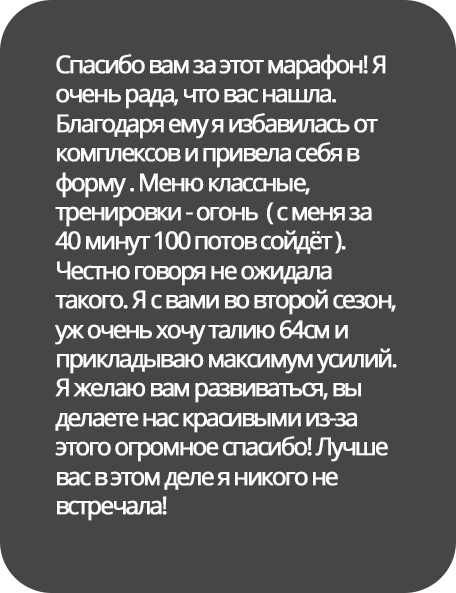 Спасибо вам за этот марафон! Я
очень рада, что вас нашла.
Благодаря ему я избавилась от
комплексов и привела себя в
форму . Меню классные,
тренировки - огонь  ( с меня за
40 минут 100 потов сойдёт ).
Честно говоря не ожидала
такого. Я с вами во второй сезон,
уж очень хочу талию 64см и
прикладываю максимум усилий.
Я желаю вам развиваться, вы
делаете нас красивыми из-за
этого огромное спасибо! Лучше
вас в этом деле я никого не
встречала!